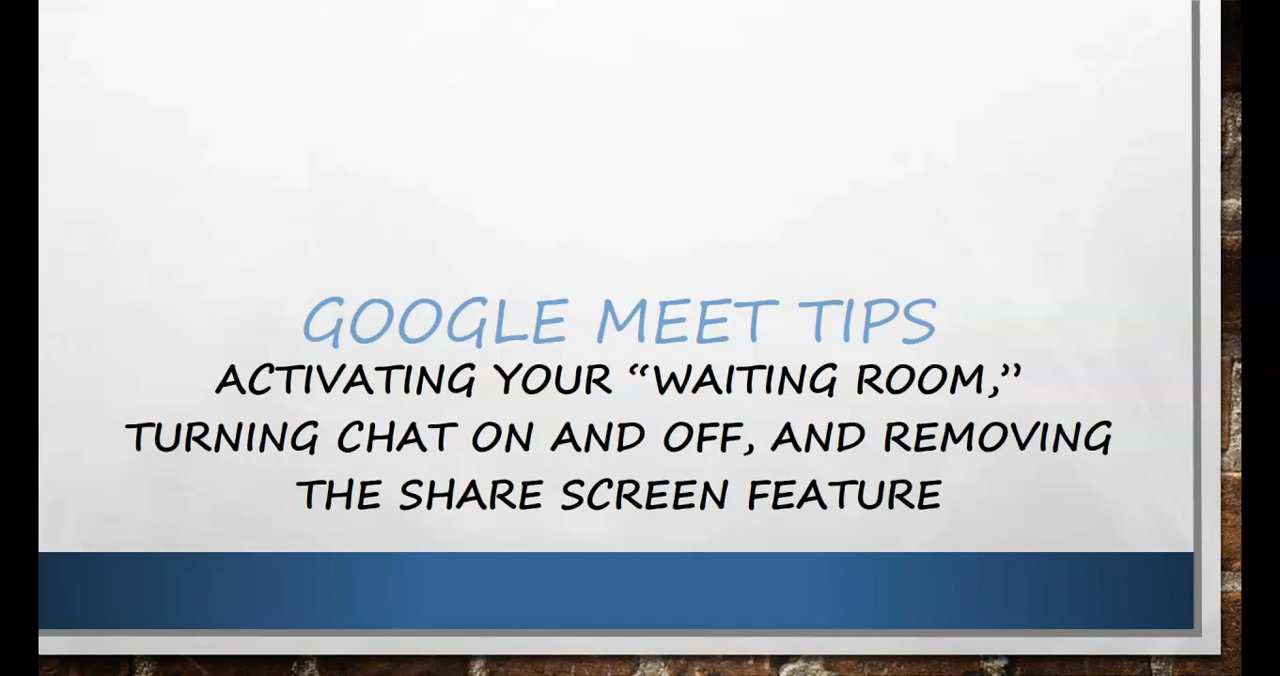 GOOGLE MEET TIPS
ACTIVATING YOUR “WAITING ROOM,”
TURNING CHAT ON AND OFF, AND REMOVING
THE SHARE SCREEN FEATURE